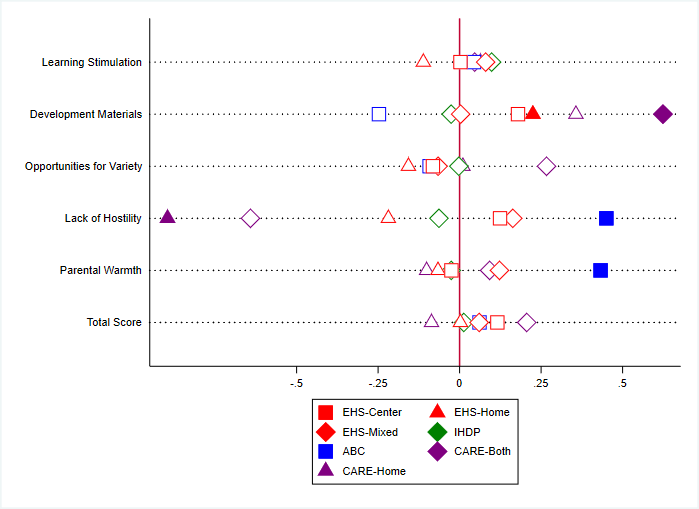 Learning Stimulation
Development Materials
Opportunities for Variety
Lack of Hostility
Parental Warmth
Total Score
-.5 -.25 0 .25 .5
EHS-Center EHS-Home
EHS-Mixed IHDP
ABC CARE-Both
CARE-Home